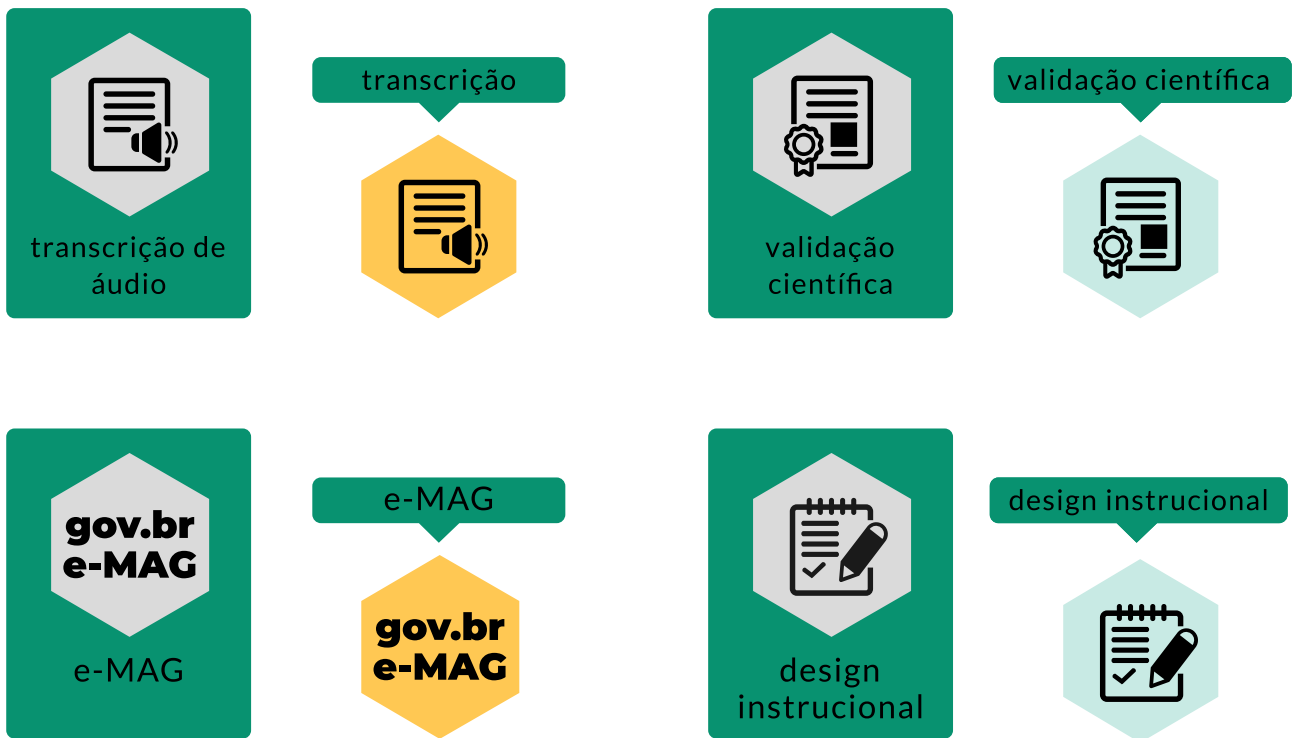 transcrição de
áudio
transcrição
validação
científica
validação científica
gov.br
e-MAG
e-MAG
e-MAG
gov.br
e-MAG
design
instrucional
design instrucional